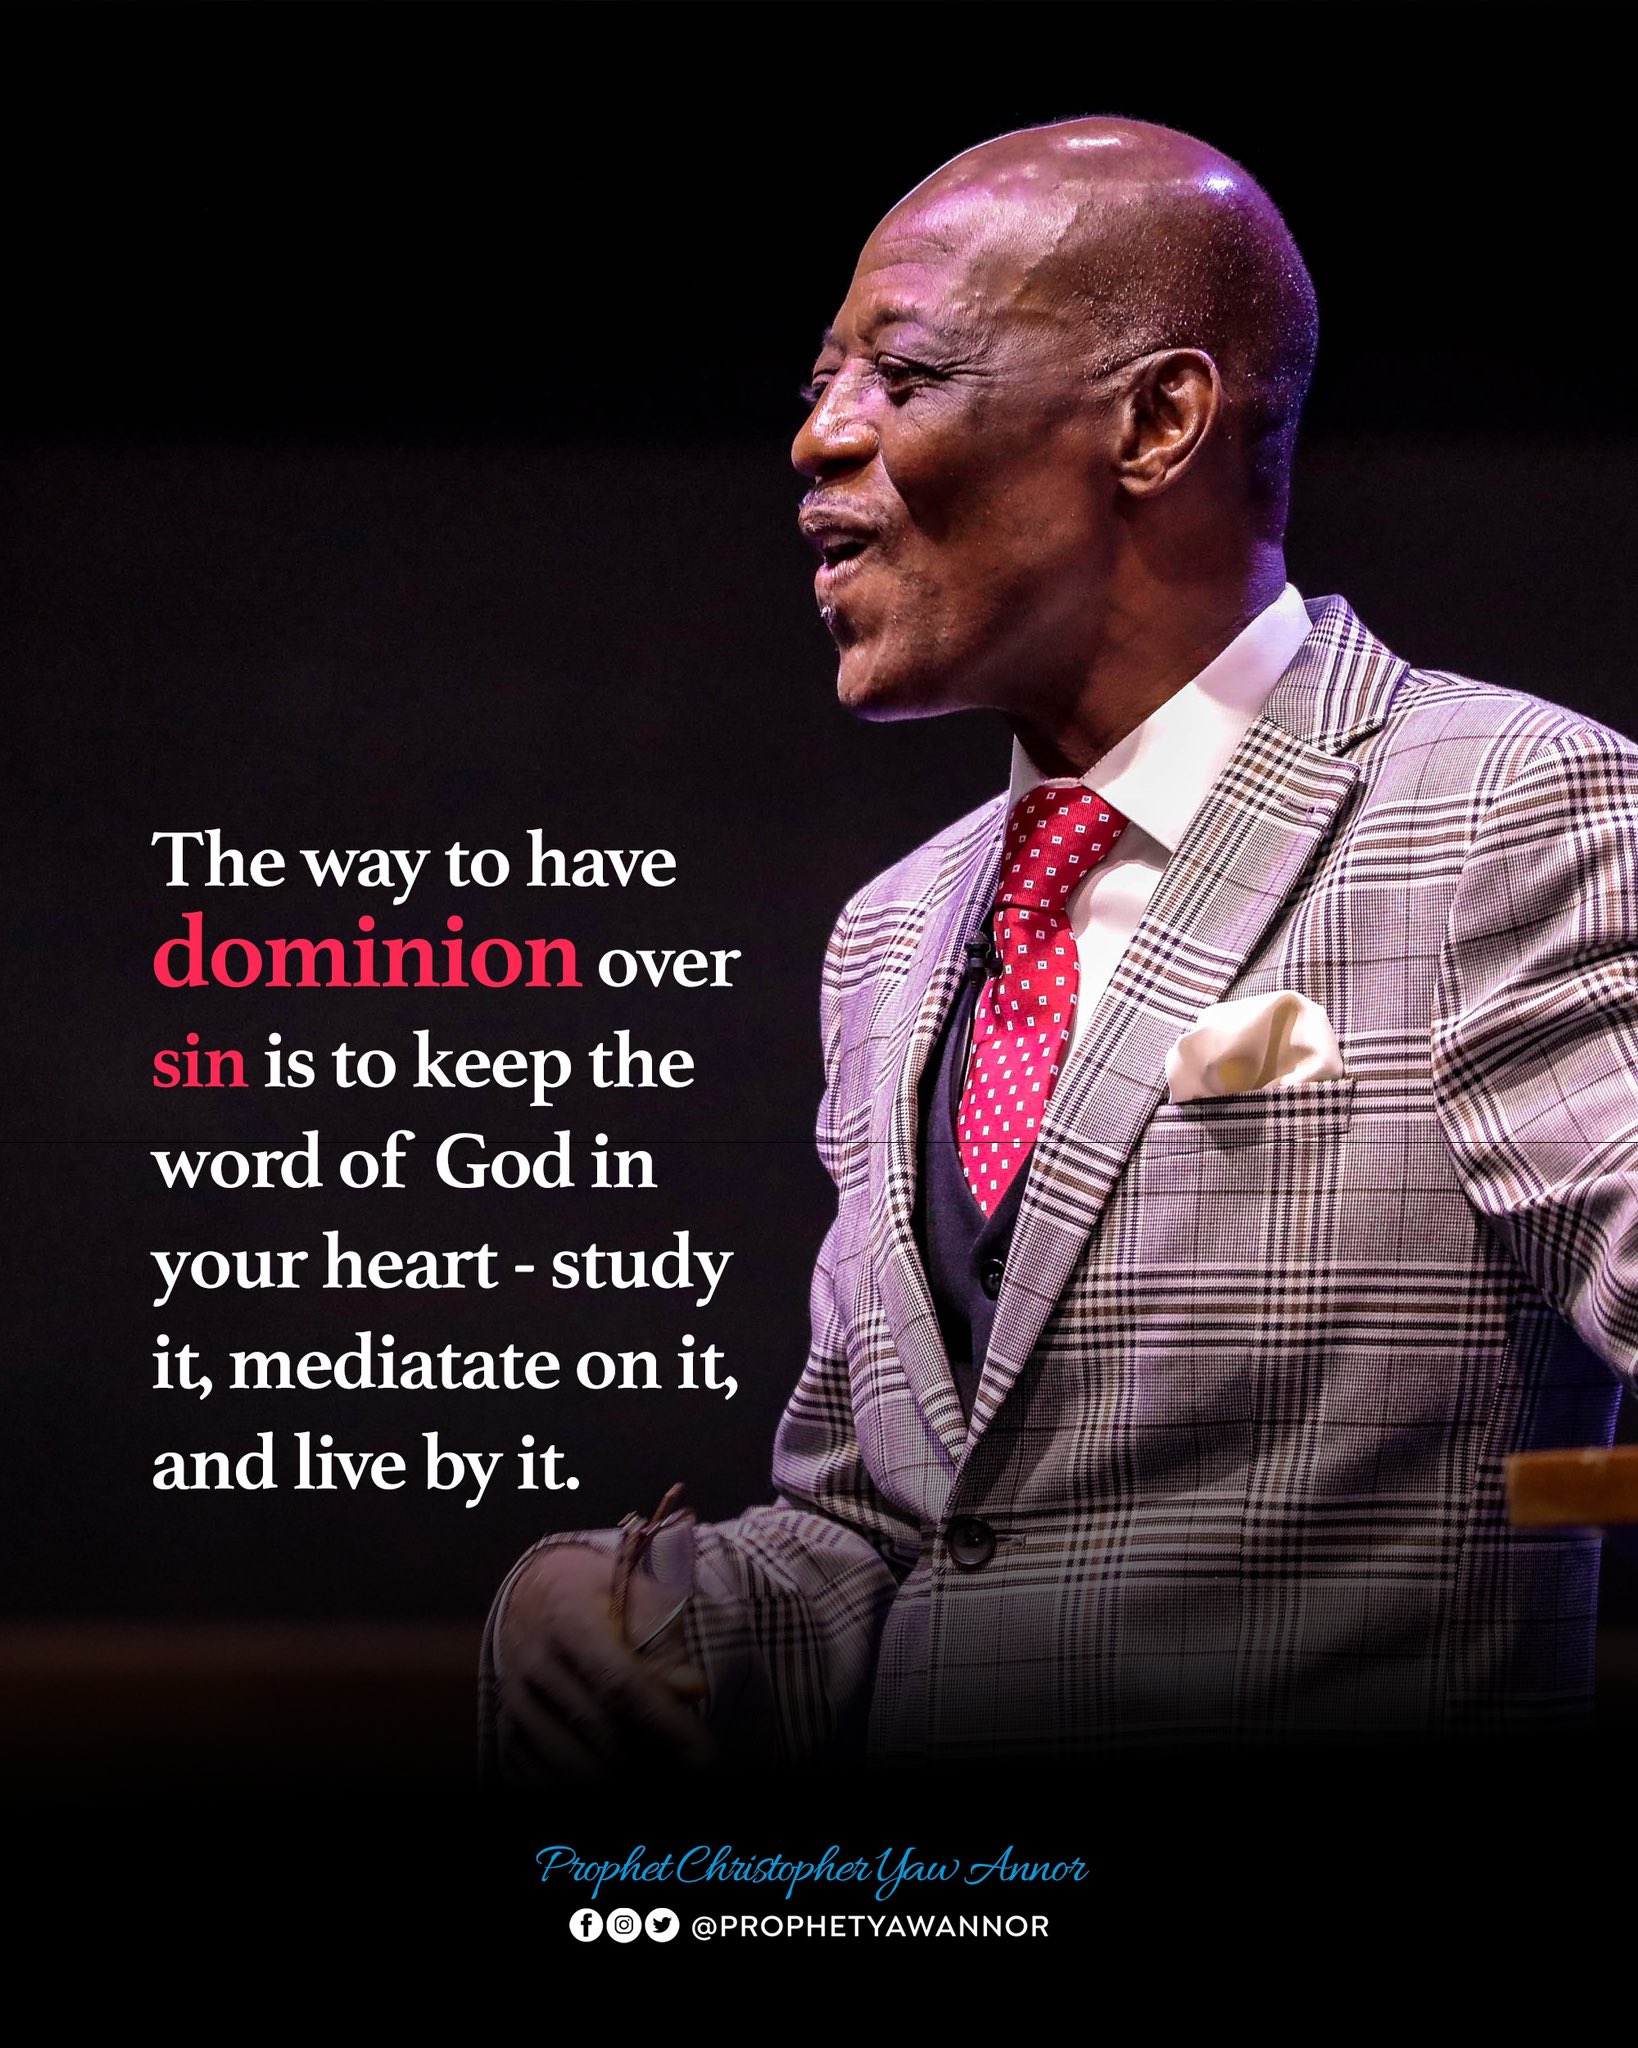 The way to have
dominion over
sin is to keep the
word of God in
your heart - study
it, mediatate on it,
and live by it.
Prophet Christopher Yaw Annor
@PROPHETYAWANNOR